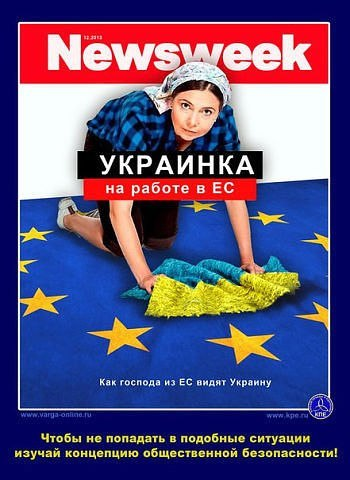 12.2013
Newsweek
УКРАИНКА
на работе в ЕС
Как господа из ЕС видят Украину
www.varga-online.ru
www.kpe.ru
КПЕ
Чтобы не попадать в подобные ситуации
изучай концепцию общественной безопасности!